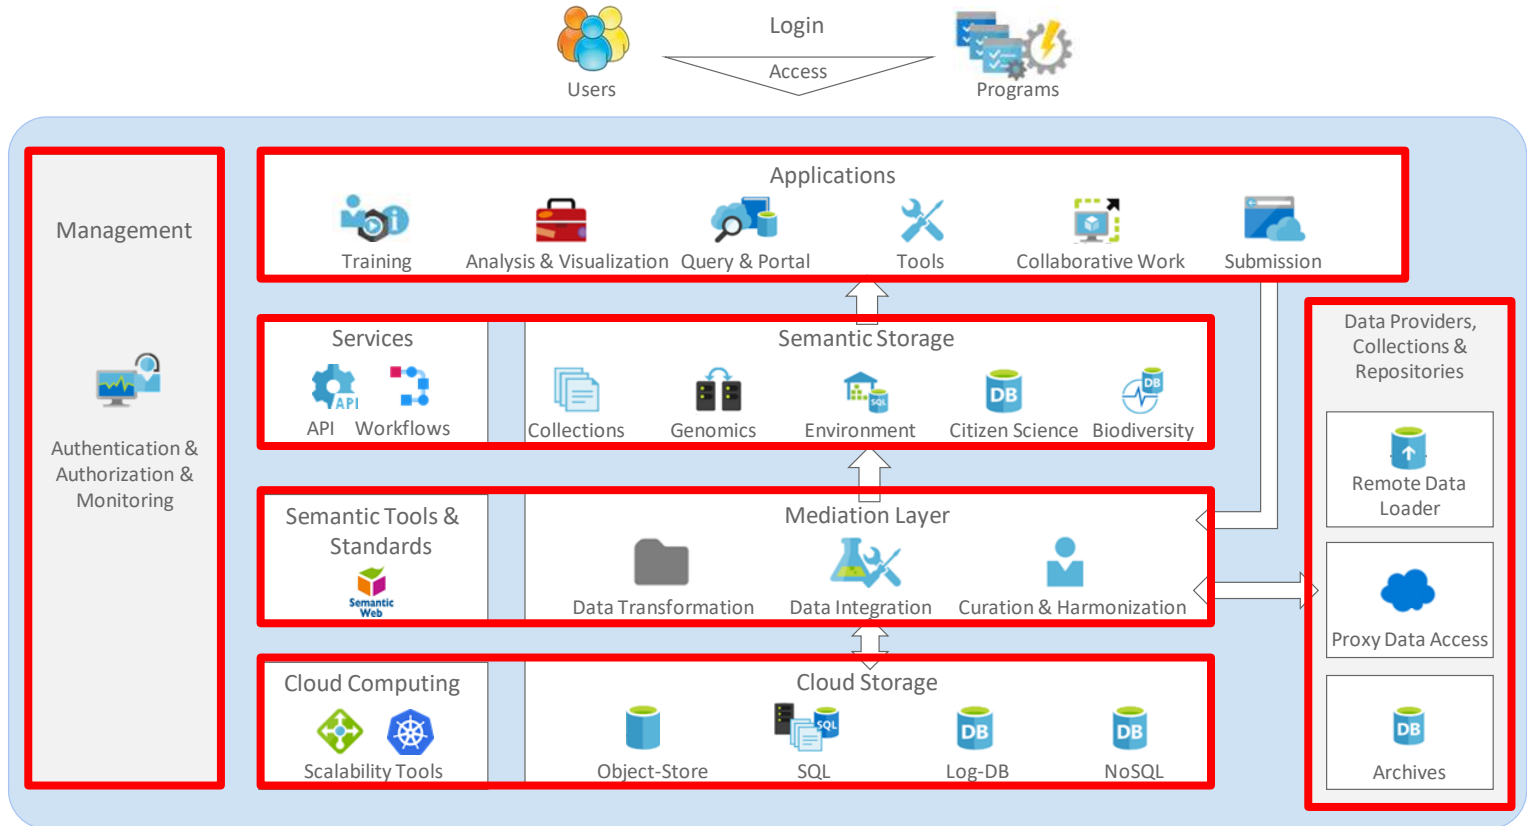 Login
Access
Users
Programs
Management
Authentication &
Authorization &
Monitoring
Applications
Training
Analysis & Visualization
Query & Portal
Tools
Collaborative Work
Submission
Services
API
API
Workflows
Semantic Storage
Collections
Genomics
SQL
Environment
DB
Citizen Science
DB
Biodiversity
Semantic Tools &
Standards
Semantic
Web
Mediation Layer
Data Transformation
Data Integration
Curation & Harmonization
Cloud Computing
Scalability Tools
Cloud Storage
Object-Store
SQL
SQL
DB
Log-DB
DB
NoSQL
Data Providers,
Collections &
Repositories
Remote Data
Loader
Proxy Data Access
DB
Archives